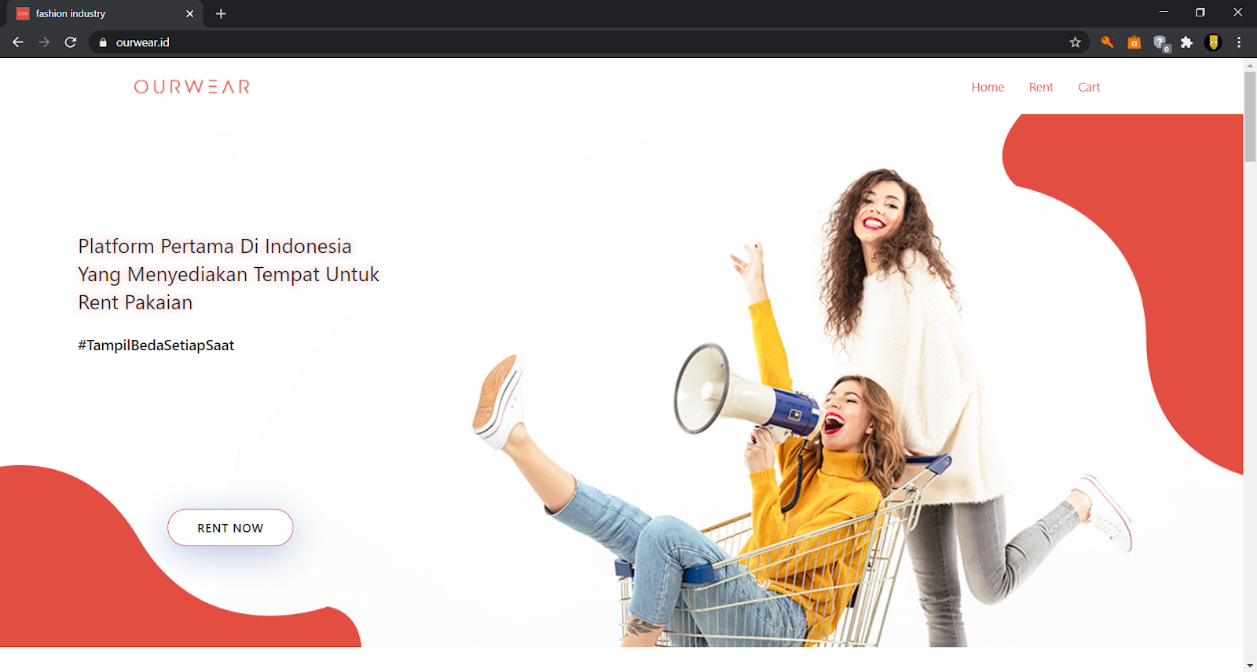 fashion industry
ourwear.id
OURWEAR
Home Rent Cart
Platform Pertama Di Indonesia
Yang Menyediakan Tempat Untuk
Rent Pakaian
#TampilBedaSetiapSaat
RENT NOW